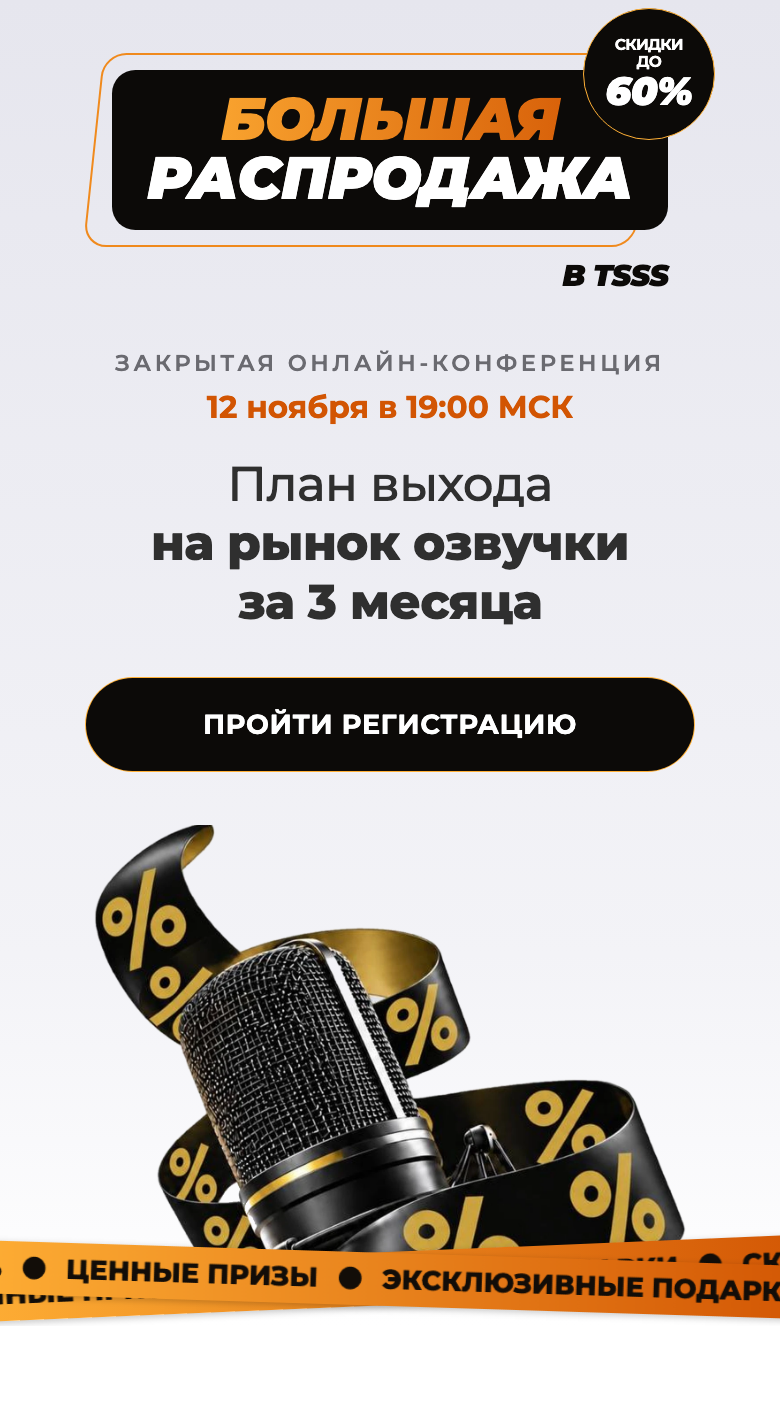 СКИДКИ
ДО
60%
БОЛЬШАЯ
РАСПРОДАЖА
В TSSS
ЗАКРЫТАЯ ОНЛАЙН-КОНФЕРЕНЦИЯ
12 ноября в 19:00 МСК
План выхода
на рынок озвучки
за 3 месяца
ПРОЙТИ РЕГИСТРАЦИЮ
% % % % % % % %
ЦЕННЫЕ ПРИЗЫ ● ЭКСКЛЮЗИВНЫЕ ПОДАРК